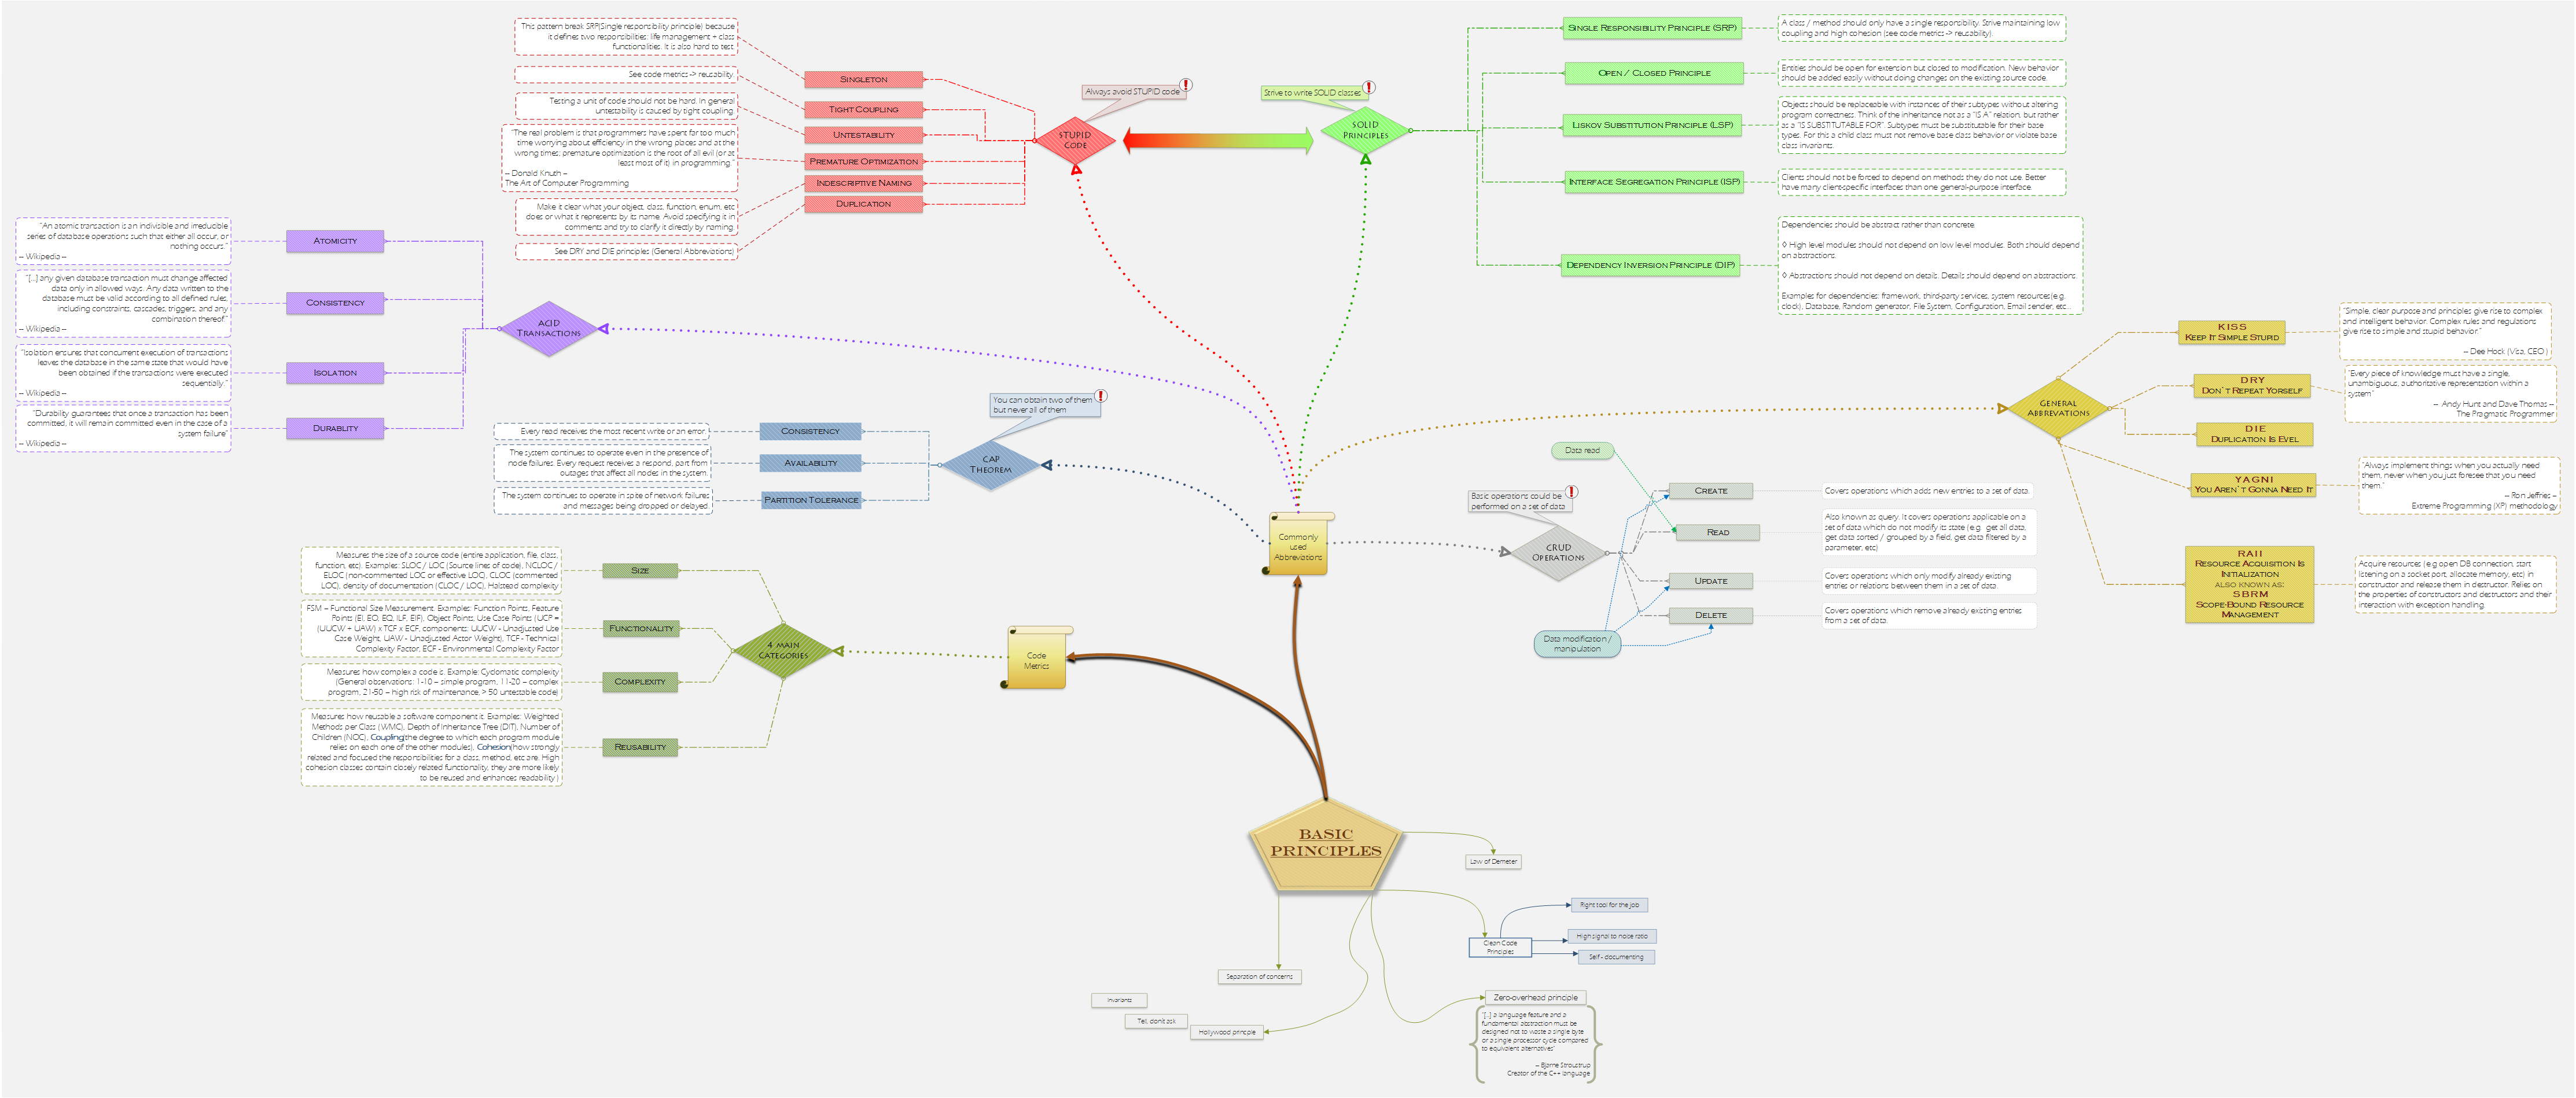 This pattern break SRP(Single responsibility principle) because
it defines two responsibilities: life management + class
functionalities. It is also hard to test.
See code metrics -> reusability.
Testing a unit of code should not be hard. In general
untestability is caused by tight coupling.
"The real problem is that programmers have spent far too much
time worrying about efficiency in the wrong places and at the
wrong times; premature optimization is the root of all evil (or at
least most of it) in programming."
-- Donald Knuth --
The Art of Computer Programming
Make it clear what your object, class, function, enum, etc
does or what it represents by its name. Avoid specifying it in
comments and try to clarify it directly by naming.
See DRY and DIE principles (General Abbreviations)
SINGLETON
TIGHT COUPLING
UNTESTABILITY
PREMATURE OPTIMIZATION
INDESCRIPTIVE NAMING
DUPLICATION
Always avoid STUPID code
STUPID
CODE
Strive to write SOLID classes
SOLID
PRINCIPLES
SINGLE RESPONSIBILITY PRINCIPLE (SRP)
A class / method should only have a single responsibility. Strive maintaining low
coupling and high cohesion (see code metrics -> reusability).
OPEN / CLOSED PRINCIPLE
Entities should be open for extension but closed to modification. New behavior
should be added easily without doing changes on the existing source code.
LISKOV SUBSTITUTION PRINCIPLE (LSP)
Objects should be replaceable with instances of their subtypes without altering
program correctness. Think of the inheritance not as a "IS A" relation, but rather
as a "IS SUBSTITUTABLE FOR". Subtypes must be substitutable for their base
types. For this a child class must not remove base class behavior or violate base
class invariants.
INTERFACE SEGREGATION PRINCIPLE (ISP)
Clients should not be forced to depend on methods they do not use. Better
have many client-specific interfaces than one general-purpose interface.
DEPENDENCY INVERSION PRINCIPLE (DIP)
Dependencies should be abstract rather than concrete.
◊ High level modules should not depend on low level modules. Both should depend
on abstractions.
◊ Abstractions should not depend on details. Details should depend on abstractions.
Examples for dependencies: framework, third-party services, system resources(e.g.
clock), Database, Random generator, File System, Configuration, Email sender, etc...
"An atomic transaction is an indivisible and irreducible
series of database operations such that either all occur, or
nothing occurs."
-- Wikipedia --
"[...] any given database transaction must change affected
data only in allowed ways. Any data written to the
database must be valid according to all defined rules,
including constraints, cascades, triggers, and any
combination thereof."
-- Wikipedia --
"Isolation ensures that concurrent execution of transactions
leaves the database in the same state that would have
been obtained if the transactions were executed
sequentially."
-- Wikipedia --
"Durability guarantees that once a transaction has been
committed, it will remain committed even in the case of a
system failure"
-- Wikipedia --
ATOMICITY
CONSISTENCY
ISOLATION
DURABLITY
ACID
TRANSACTIONS
You can obtain two of them
but never all of them
CAP
THEOREM
CONSISTENCY
Every read receives the most recent write or an error.
AVAILABILITY
The system continues to operate even in the presence of
node failures. Every request receives a respond, part from
outages that affect all nodes in the system.
PARTITION TOLERANCE
The system continues to operate in spite of network failures
and messages being dropped or delayed.
GENERAL
ABBREVATIONS
KISS
KEEP IT SIMPLE STUPID
"Simple, clear purpose and principles give rise to complex
and intelligent behavior. Complex rules and regulations
give rise to simple and stupid behavior."
-- Dee Hock (Visa, CEO )
DRY
DON`T REPEAT YORSELF
"Every piece of knowledge must have a single,
unambiguous, authoritative representation within a
system"
-- Andy Hunt and Dave Thomas --
The Pragmatic Programmer
DIE
DUPLICATION IS EVEL
YAGNI
YOU AREN`T GONNA NEED IT
"Always implement things when you actually need
them, never when you just foresee that you need
them."
-- Ron Jeffries --
Extreme Programming (XP) methodology
RAII
RESOURCE ACQUISITION IS
INITIALIZATION
ALSO KNOWN AS:
SBRM
SCOPE-BOUND RESOURCE
MANAGEMENT
Acquire resources (e.g open DB connection, start
listening on a socket port, allocate memory, etc) in
constructor and release them in destructor. Relies on
the properties of constructors and destructors and their
interaction with exception handling.
Data read
Basic operations could be
performed on a set of data
CRUD
OPERATIONS
CREATE
Covers operations which adds new entries to a set of data.
READ
Also known as query. It covers operations applicable on a
set of data which do not modify its state (e.g. get all data,
get data sorted / grouped by a field, get data filtered by a
parameter, etc)
UPDATE
Covers operations which only modify already existing
entries or relations between them in a set of data.
DELETE
Covers operations which remove already existing entries
from a set of data.
Data modification /
manipulation
Commonly
used
Abbreviations
Code
Metrics
4 MAIN
CATEGORIES
SIZE
Measures the size of a source code (entire application, file, class,
function, etc). Examples: SLOC / LOC (Source lines of code), NCLOC /
ELOC (non-commented LOC or effective LOC), CLOC (commented
LOC), density of documentation (CLOC / LOC), Halstead complexity
FUNCTIONALITY
FSM – Functional Size Measurement. Examples: Function Points, Feature
Points (EI, EO, EQ, ILF, EIF), Object Points, Use Case Points (UCP =
(UUCW + UAW) x TCF x ECF, components: UUCW - Unadjusted Use
Case Weight, UAW - Unadjusted Actor Weight), TCF - Technical
Complexity Factor, ECF - Environmental Complexity Factor
COMPLEXITY
Measures how complex a code is. Example: Cyclomatic complexity
(General observations: 1-10 – simple program, 11-20 – complex
program, 21-50 – high risk of maintenance, > 50 untestable code)
REUSABILITY
Measures how reusable a software component it. Examples: Weighted
Methods per Class (WMC), Depth of Inheritance Tree (DIT), Number of
Children (NOC), Coupling(the degree to which each program module
relies on each one of the other modules), Cohesion(how strongly
related and focused the responsibilities for a class, method, etc are. High
cohesion classes contain closely related functionality, they are more likely
to be reused and enhances readability )
BASIC
PRINCIPLES
Law of Demeter
Clean Code
Principles
Right tool for the job
High signal to noise ratio
Self - documenting
Separation of concerns
Invariants
Tell, don't ask
Hollywood principle
Zero-overhead principle
"[...] a language feature and a
fundamental abstraction must be
designed not to waste a single byte
or a single processor cycle compared
to equivalent alternatives"
-- Bjarne Stroustrup
Creator of the C++ language